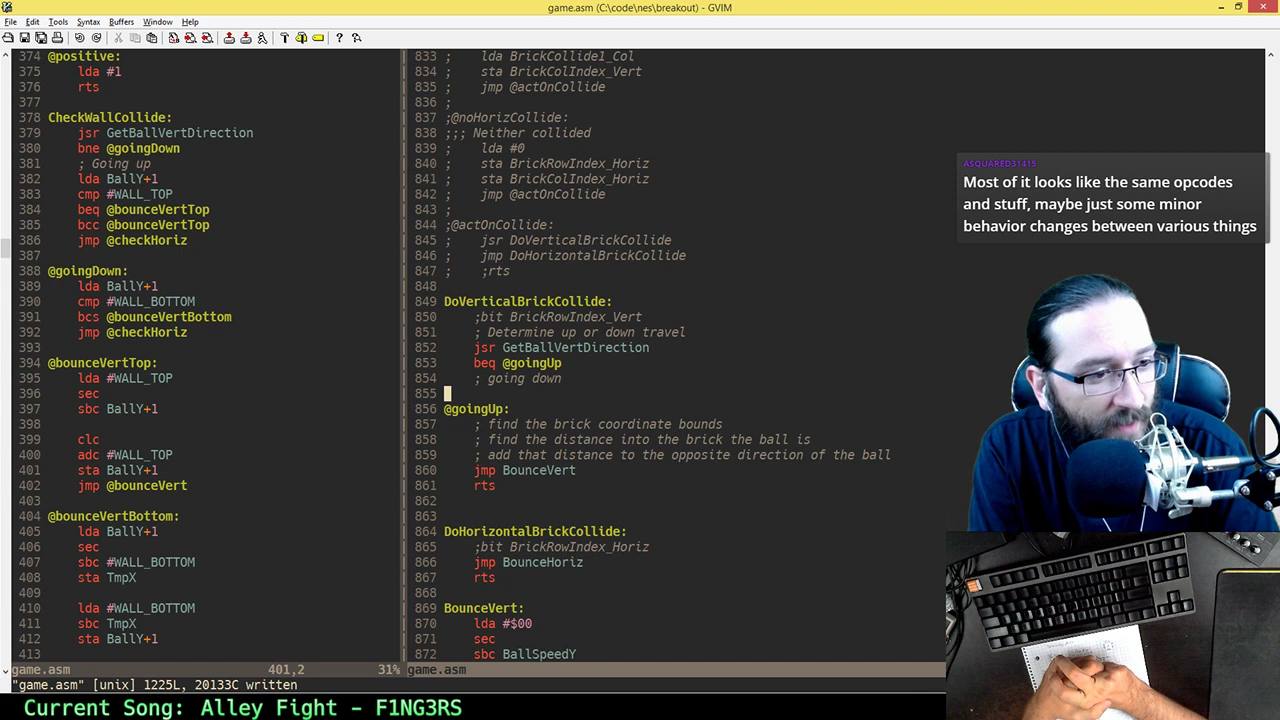 game.asm (C:\code\nes\breakout) - GVIM
File Edit Tools Syntax Buffers Window Help
374 @positive:
375 lda #1
376 rts
377
378 CheckWallCollide:
379 jsr GetBallVertDirection
380 bne @goingDown
381 ; Going up
382 lda BallY+1
383 cmp #WALL_TOP
384 beq @bounceVertTop
385 bcc @bounceVertTop
386 jmp @checkHoriz
387
388 @goingDown:
389 lda BallY+1
390 cmp #WALL_BOTTOM
391 bcs @bounceVertBottom
392 jmp @checkHoriz
393
394 @bounceVertTop:
395 lda #WALL_TOP
396 sec
397 sbc BallY+1
398
399 clc
400 adc #WALL_TOP
401 sta BallY+1
402 jmp @bounceVert
403
404 @bounceVertBottom:
405 lda BallY+1
406 sec
407 sbc #WALL_BOTTOM
408 sta TmpX
409
410 lda #WALL_BOTTOM
411 sbc TmpX
412 sta BallY+1
413
833 ; lda BrickCollide1_Col
834 ; sta BrickColIndex_Vert
835 ; jmp @actOnCollide
836 ;
837 ;@noHorizCollide:
838 ;;; Neither collided
839 ; lda #0
840 ; sta BrickRowIndex_Horiz
841 ; sta BrickColIndex_Horiz
842 ; jmp @actOnCollide
843 ;
844 ;@actOnCollide:
845 ; jsr DoVerticalBrickCollide
846 ; jmp DoHorizontalBrickCollide
847 ; ;rts
848
849 DoVerticalBrickCollide:
850 ;bit BrickRowIndex_Vert
851 ; Determine up or down travel
852 jsr GetBallVertDirection
853 beq @goingUp
854 ; going down
855
856 @goingUp:
857 ; find the brick coordinate bounds
858 ; find the distance into the brick the ball is
859 ; add that distance to the opposite direction of the ball
860 jmp BounceVert
861 rts
862
863
864 DoHorizontalBrickCollide:
865 ;bit BrickRowIndex_Horiz
866 jmp BounceHoriz
867 rts
868
869 BounceVert:
870 lda #$00
871 sec
872 sbc BallSpeedY
game.asm 401,2 31% game.asm
"game.asm" [unix] 1225L, 20133C written
ASQUARED31415
Most of it looks like the same opcodes
and stuff, maybe just some minor
behavior changes between various things
Current Song: Alley Fight - F1NG3RS